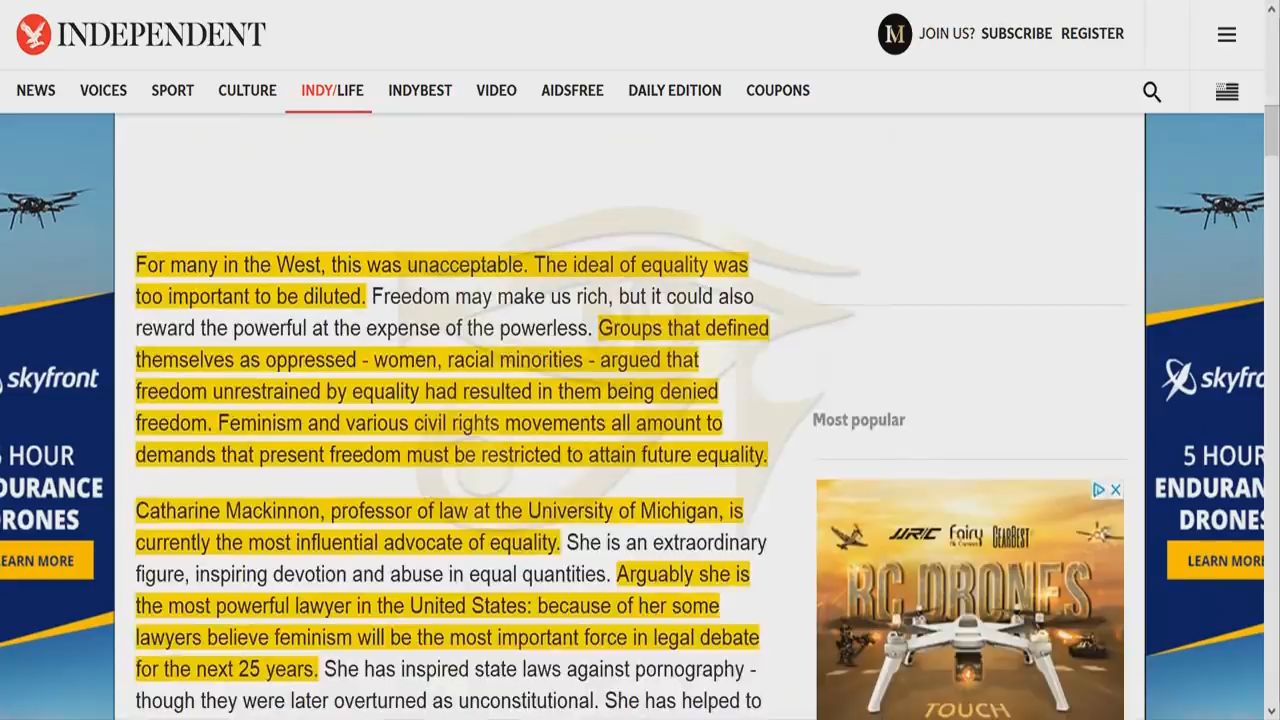 INDEPENDENT
M JOIN US? SUBSCRIBE REGISTER
NEWS VOICES SPORT CULTURE INDY/LIFE INDYBEST VIDEO AIDSFREE DAILY EDITION COUPONS
For many in the West, this was unacceptable. The ideal of equality was
too important to be diluted. Freedom may make us rich, but it could also
reward the powerful at the expense of the powerless. Groups that defined
themselves as oppressed - women, racial minorities - argued that
freedom unrestrained by equality had resulted in them being denied
freedom. Feminism and various civil rights movements all amount to
demands that present freedom must be restricted to attain future equality.
Catharine Mackinnon, professor of law at the University of Michigan, is
currently the most influential advocate of equality. She is an extraordinary
figure, inspiring devotion and abuse in equal quantities. Arguably she is
the most powerful lawyer in the United States: because of her some
lawyers believe feminism will be the most important force in legal debate
for the next 25 years. She has inspired state laws against pornography -
though they were later overturned as unconstitutional. She has helped to
Most popular
JJRC Fairy GEARBEST
RC DRONES
TOUCH
skyfront
5 HOUR
DURANCE
DRONES
EARN MORE
skyfro
5 HOUR
ENDURAN
DRONES
LEARN MORE